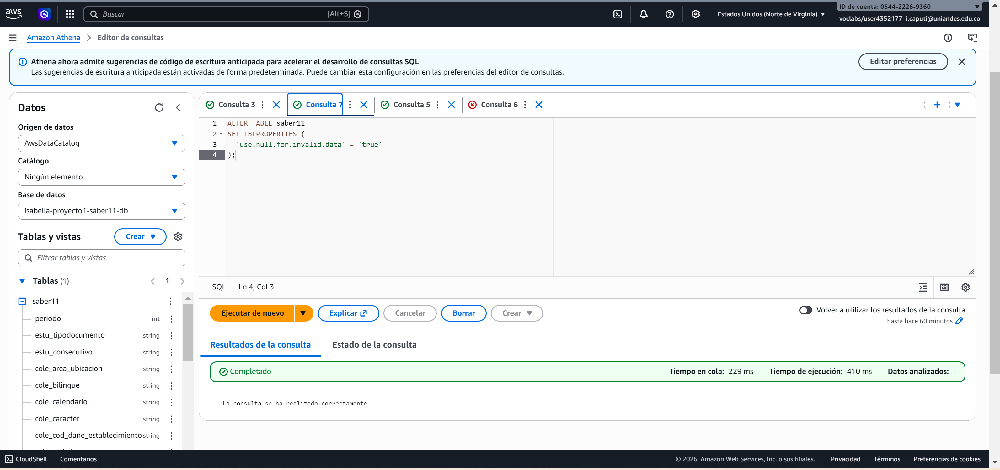 aws
Buscar
[Alt+S]
Estados Unidos (Norte de Virginia)
ID de cuenta: 0544-2226-9360
voclabs/user4352177=i.caputi@uniandes.edu.co
Amazon Athena
Editor de consultas
Athena ahora admite sugerencias de código de escritura anticipada para acelerar el desarrollo de consultas SQL
Las sugerencias de escritura anticipada están activadas de forma predeterminada. Puede cambiar esta configuración en las preferencias del editor de consultas.
Editar preferencias
Datos
Origen de datos
AwsDataCatalog
Catálogo
Ningún elemento
Base de datos
isabella-proyecto1-saber11-db
Tablas y vistas
Crear
Filtrar tablas y vistas
Tablas (1)
1
saber11
periodo int
estu_tipodocumento string
estu_consecutivo string
cole_area_ubicacion string
cole_bilingue string
cole_calendario string
cole_caracter string
cole_cod_dane_establecimiento string
Consulta 3
Consulta 7
Consulta 5
Consulta 6
1 ALTER TABLE saber11
2 SET TBLPROPERTIES (
3 'use.null.for.invalid.data' = 'true'
4 );
SQL
Ln 4, Col 3
Ejecutar de nuevo
Explicar
Cancelar
Borrar
Crear
Volver a utilizar los resultados de la consulta
hasta hace 60 minutos
Resultados de la consulta
Estado de la consulta
Completado
Tiempo en cola: 229 ms
Tiempo de ejecución: 410 ms
Datos analizados: -
La consulta se ha realizado correctamente.
CloudShell
Comentarios
© 2026, Amazon Web Services, Inc. o sus filiales.
Privacidad
Términos
Preferencias de cookies